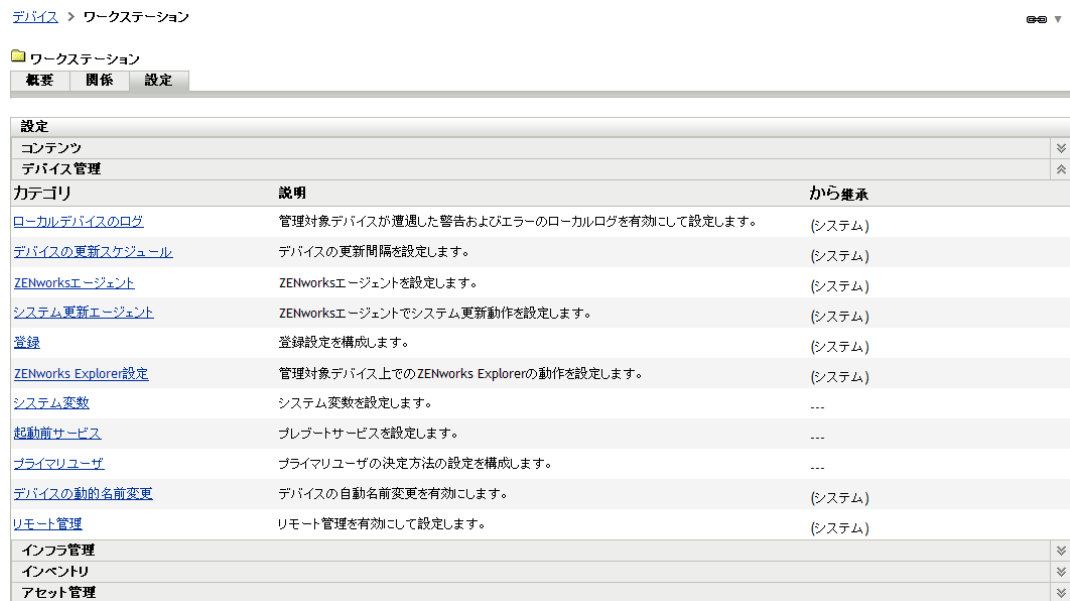 デバイス > ワークステーション
ワークステーション
概要 関係 設定
設定
コンテンツ
デバイス管理
カテゴリ 説明 から継承
ローカルデバイスのログ 管理対象デバイスが遭遇した警告およびエラーのローカルログを有効にして設定します。 (システム)
デバイスの更新スケジュール デバイスの更新間隔を設定します。 (システム)
ZENworksエージェント ZENworksエージェントを設定します。 (システム)
システム更新エージェント ZENworksエージェントでシステム更新動作を設定します。 (システム)
登録 登録設定を構成します。 (システム)
ZENworks Explorer設定 管理対象デバイス上でのZENworks Explorerの動作を設定します。 (システム)
システム変数 システム変数を設定します。 ---
起動前サービス プレブートサービスを設定します。 ---
プライマリユーザ プライマリユーザの決定方法の設定を構成します。 ---
デバイスの動的名前変更 デバイスの自動名前変更を有効にします。 (システム)
リモート管理 リモート管理を有効にして設定します。 (システム)
インフラ管理
インベントリ
アセット管理